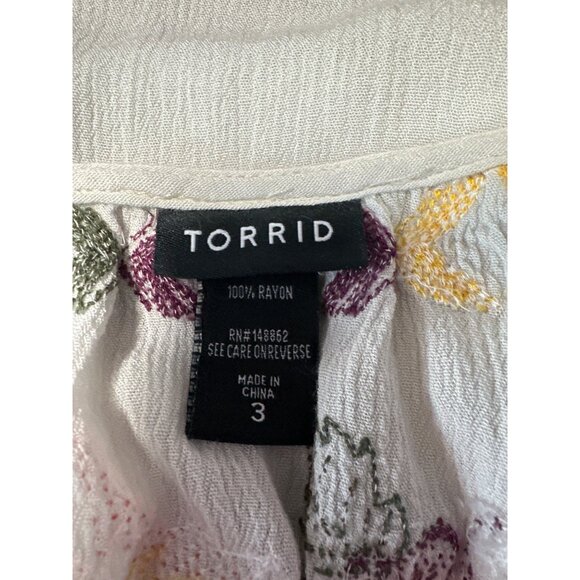 TORRID
100% RAYON
RN#148862
SEE CARE ON REVERSE
MADE IN
CHINA
3